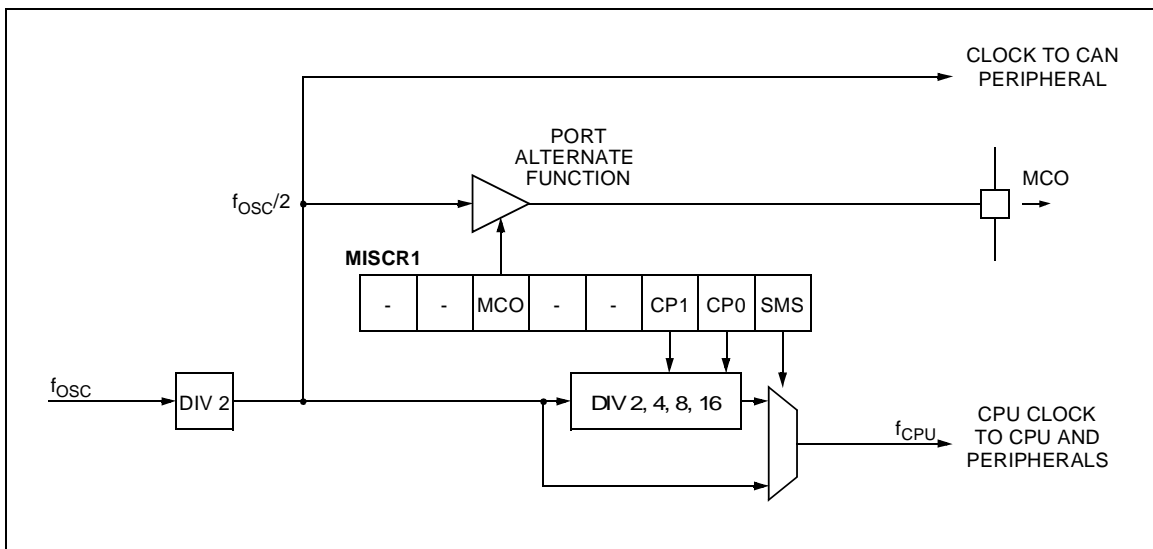 CLOCK TO CAN
PERIPHERAL
PORT
ALTERNATE
FUNCTION
fOSC/2
MCO
MISCR1
- - MCO - - CP1 CP0 SMS
fOSC
DIV 2
DIV 2, 4, 8, 16
fCPU
CPU CLOCK
TO CPU AND
PERIPHERALS